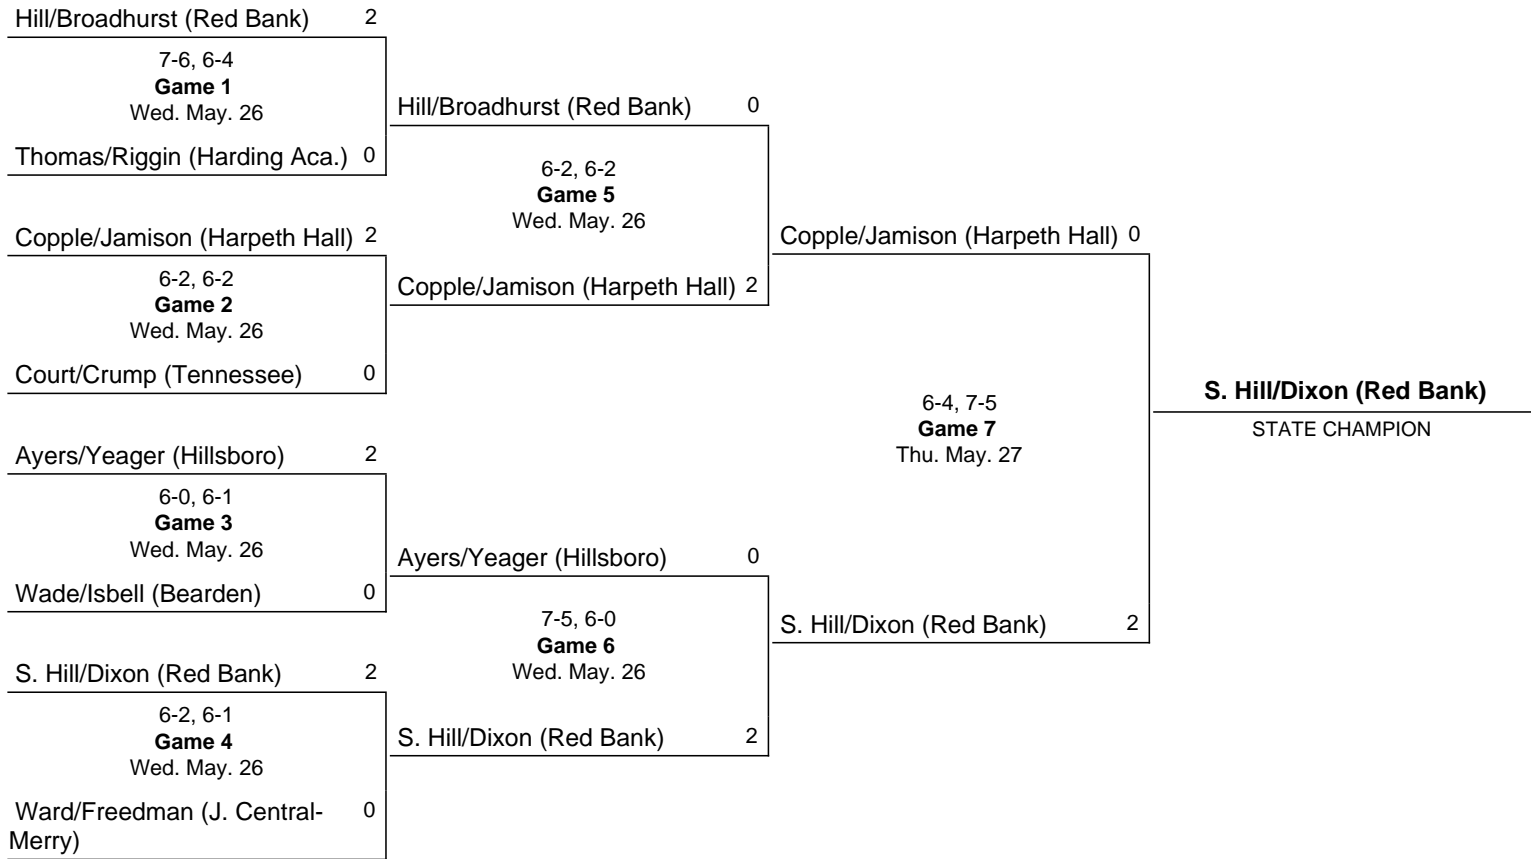 Hill/Broadhurst (Red Bank) 2
7-6, 6-4
Game 1
Wed. May. 26
Thomas/Riggin (Harding Aca.) 0
Copple/Jamison (Harpeth Hall) 2
6-2, 6-2
Game 2
Wed. May. 26
Court/Crump (Tennessee) 0
Ayers/Yeager (Hillsboro) 2
6-0, 6-1
Game 3
Wed. May. 26
Wade/Isbell (Bearden) 0
S. Hill/Dixon (Red Bank) 2
6-2, 6-1
Game 4
Wed. May. 26
Ward/Freedman (J. Central- 0
Merry)
Hill/Broadhurst (Red Bank) 0
6-2, 6-2
Game 5
Wed. May. 26
Copple/Jamison (Harpeth Hall) 2
Ayers/Yeager (Hillsboro) 0
7-5, 6-0
Game 6
Wed. May. 26
S. Hill/Dixon (Red Bank) 2
Copple/Jamison (Harpeth Hall) 0
6-4, 7-5
Game 7
Thu. May. 27
S. Hill/Dixon (Red Bank) 2
S. Hill/Dixon (Red Bank)
STATE CHAMPION